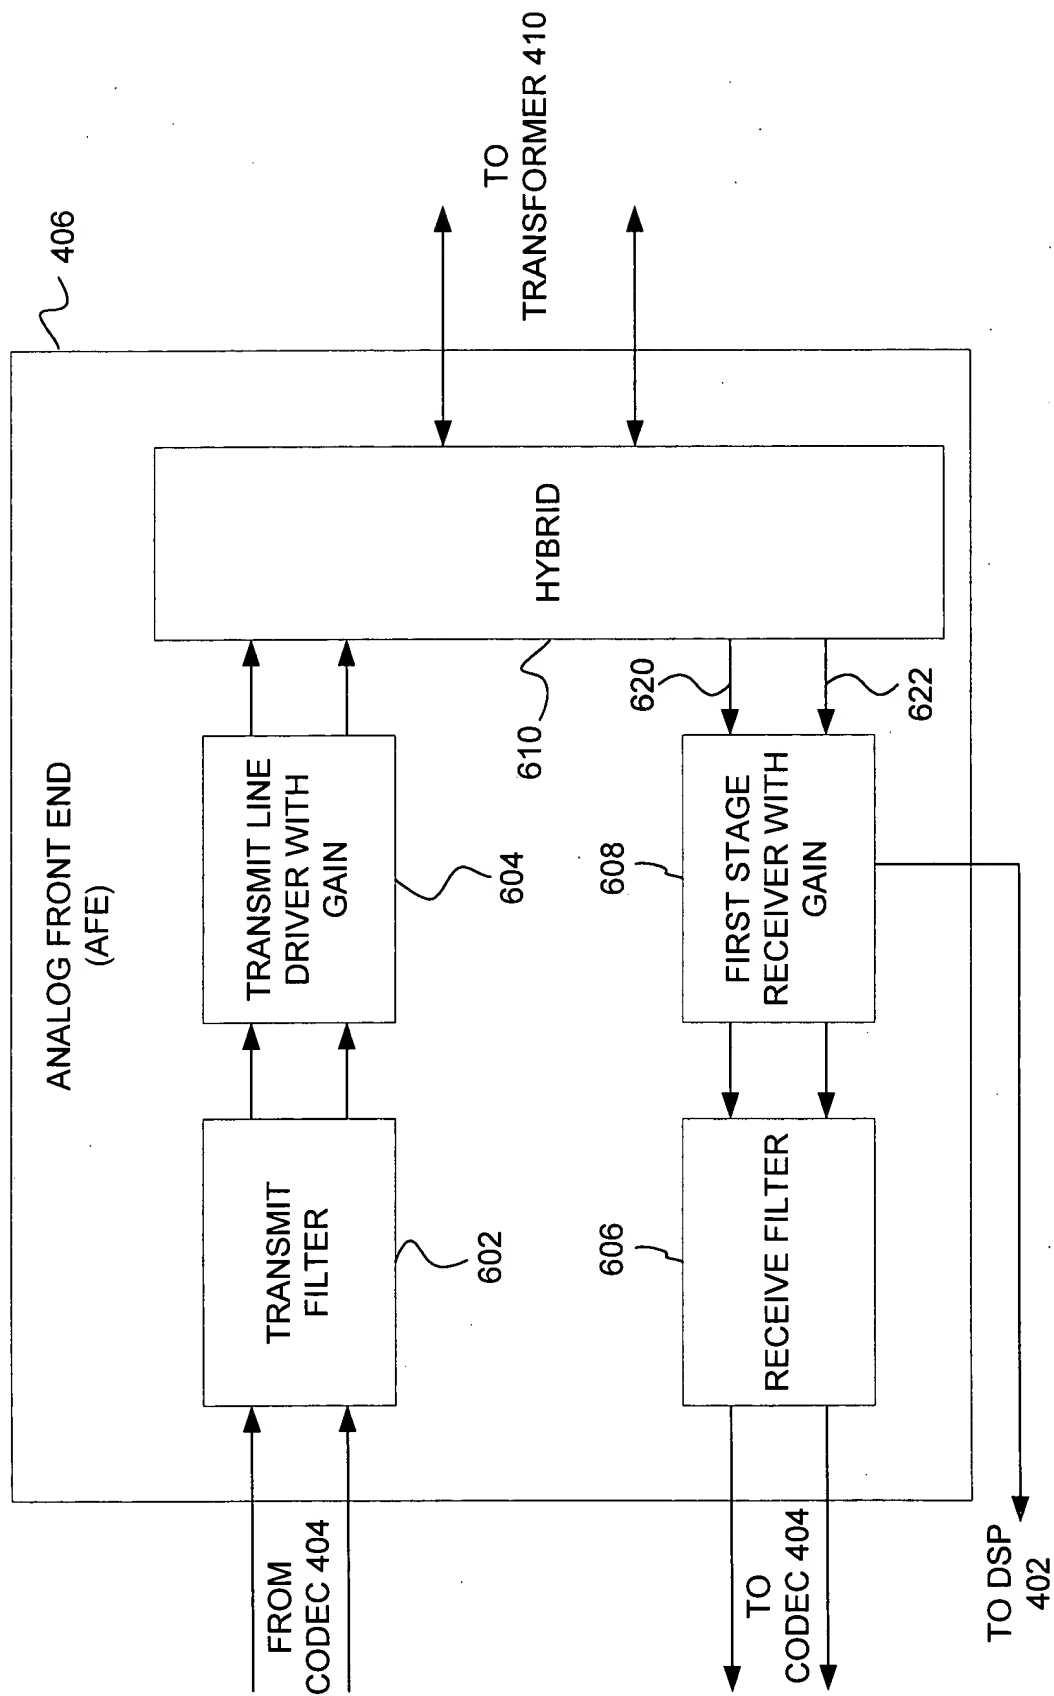 ANALOG FRONT END
(AFE)
406
FROM
CODEC 404
TRANSMIT
FILTER
602
TRANSMIT LINE
DRIVER WITH
GAIN
604
HYBRID
610
TO
TRANSFORMER 410
620
622
FIRST STAGE
RECEIVER WITH
GAIN
608
RECEIVE FILTER
606
TO
CODEC 404
TO DSP
402